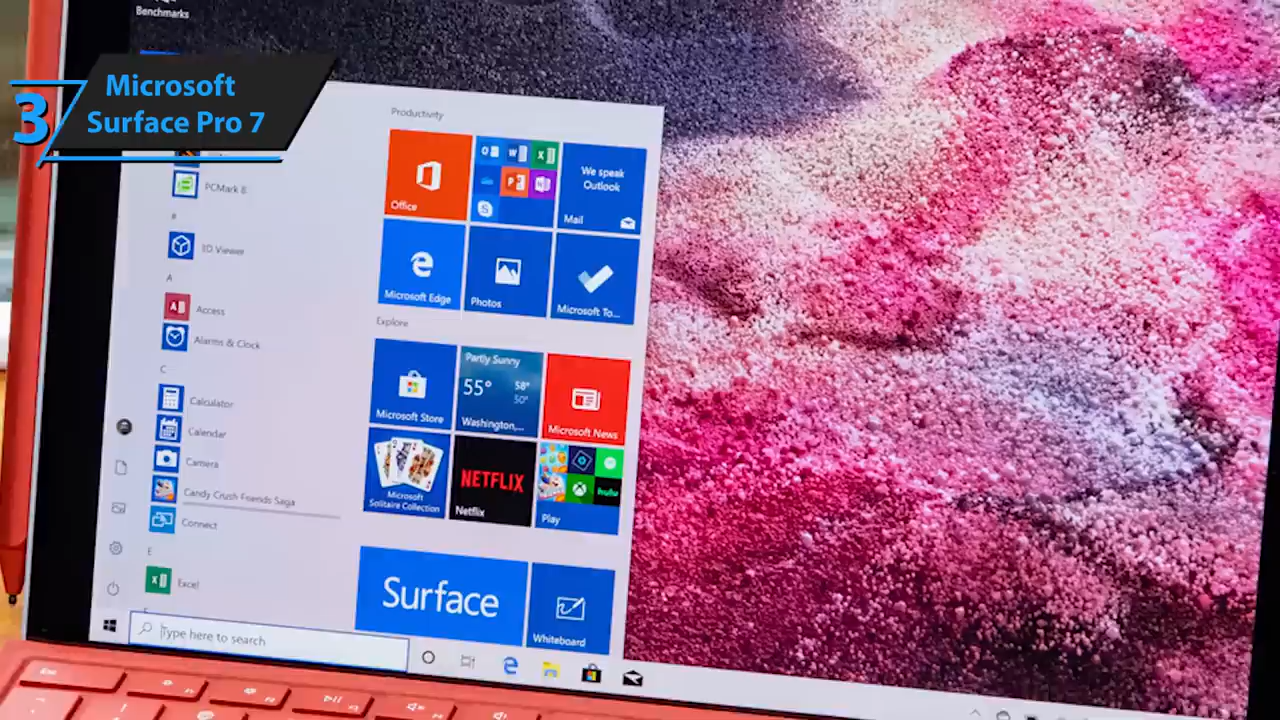 Benchmarks
3
Microsoft
Surface Pro 7
PCMark 8
#
3D Viewer
A
Access
Alarms & Clock
C
Calculator
Calendar
Camera
Candy Crush Friends Saga
Connect
E
Excel
Type here to search
Productivity
Office
We speak
Outlook
Mail
Microsoft Edge
Photos
Microsoft To...
Explore
Microsoft Store
Partly Sunny
55°
58°
50°
Washington,...
Microsoft News
Microsoft
Solitaire Collection
NETFLIX
Netflix
hulu
Play
Surface
Whiteboard
Esc